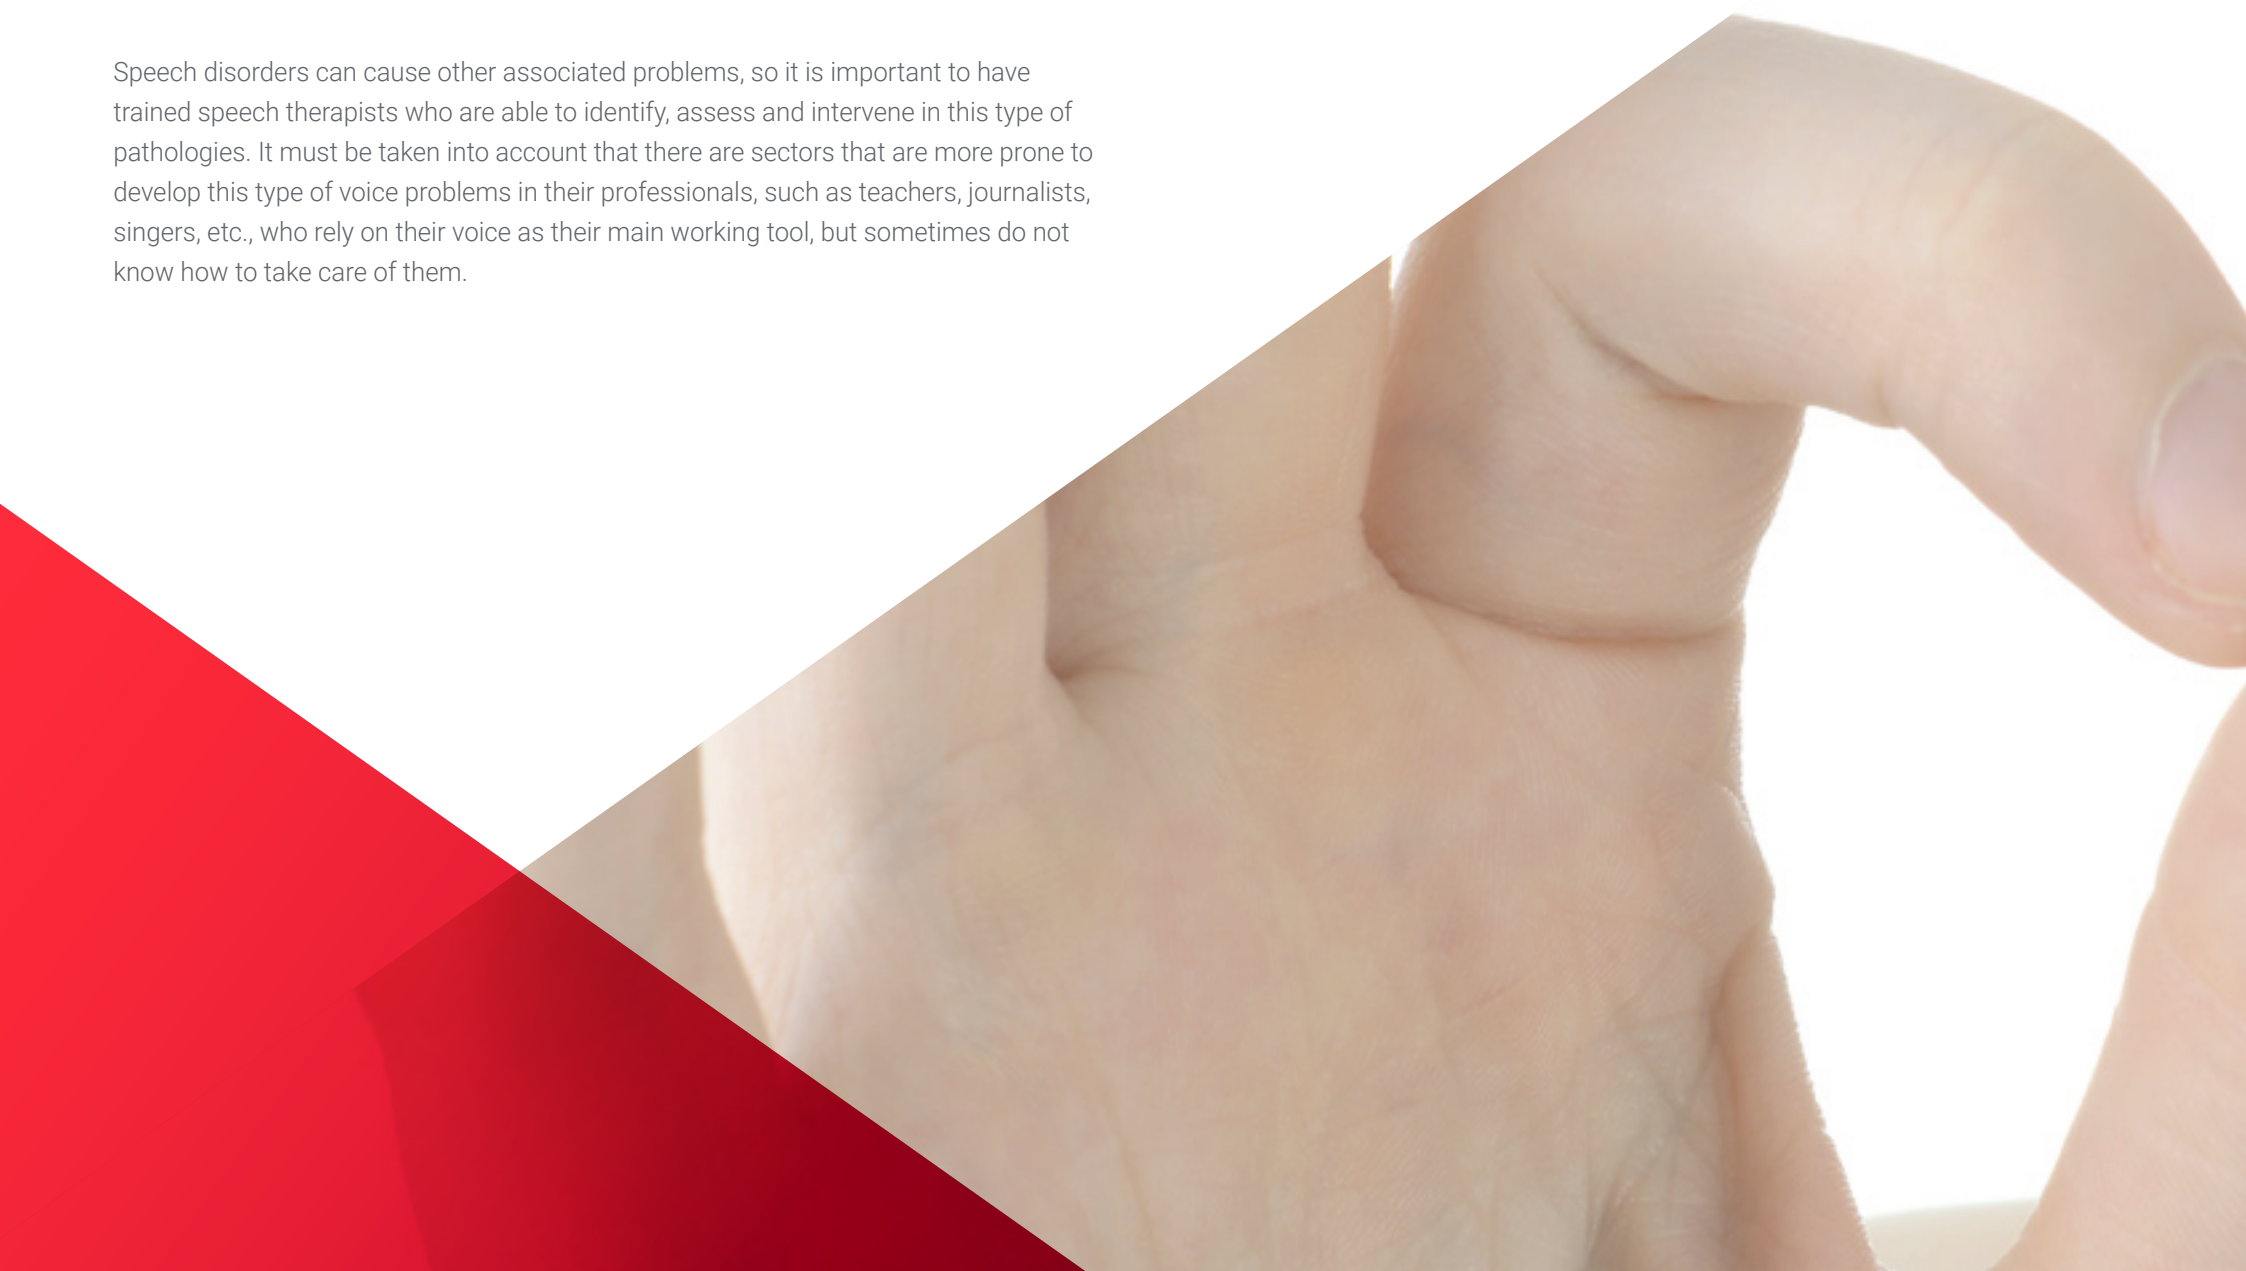 Speech disorders can cause other associated problems, so it is important to have
trained speech therapists who are able to identify, assess and intervene in this type of
pathologies. It must be taken into account that there are sectors that are more prone to
develop this type of voice problems in their professionals, such as teachers, journalists,
singers, etc., who rely on their voice as their main working tool, but sometimes do not
know how to take care of them.